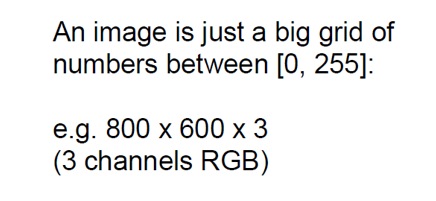 An image is just a big grid of
numbers between [0, 255]:
e.g. 800 x 600 x 3
(3 channels RGB)